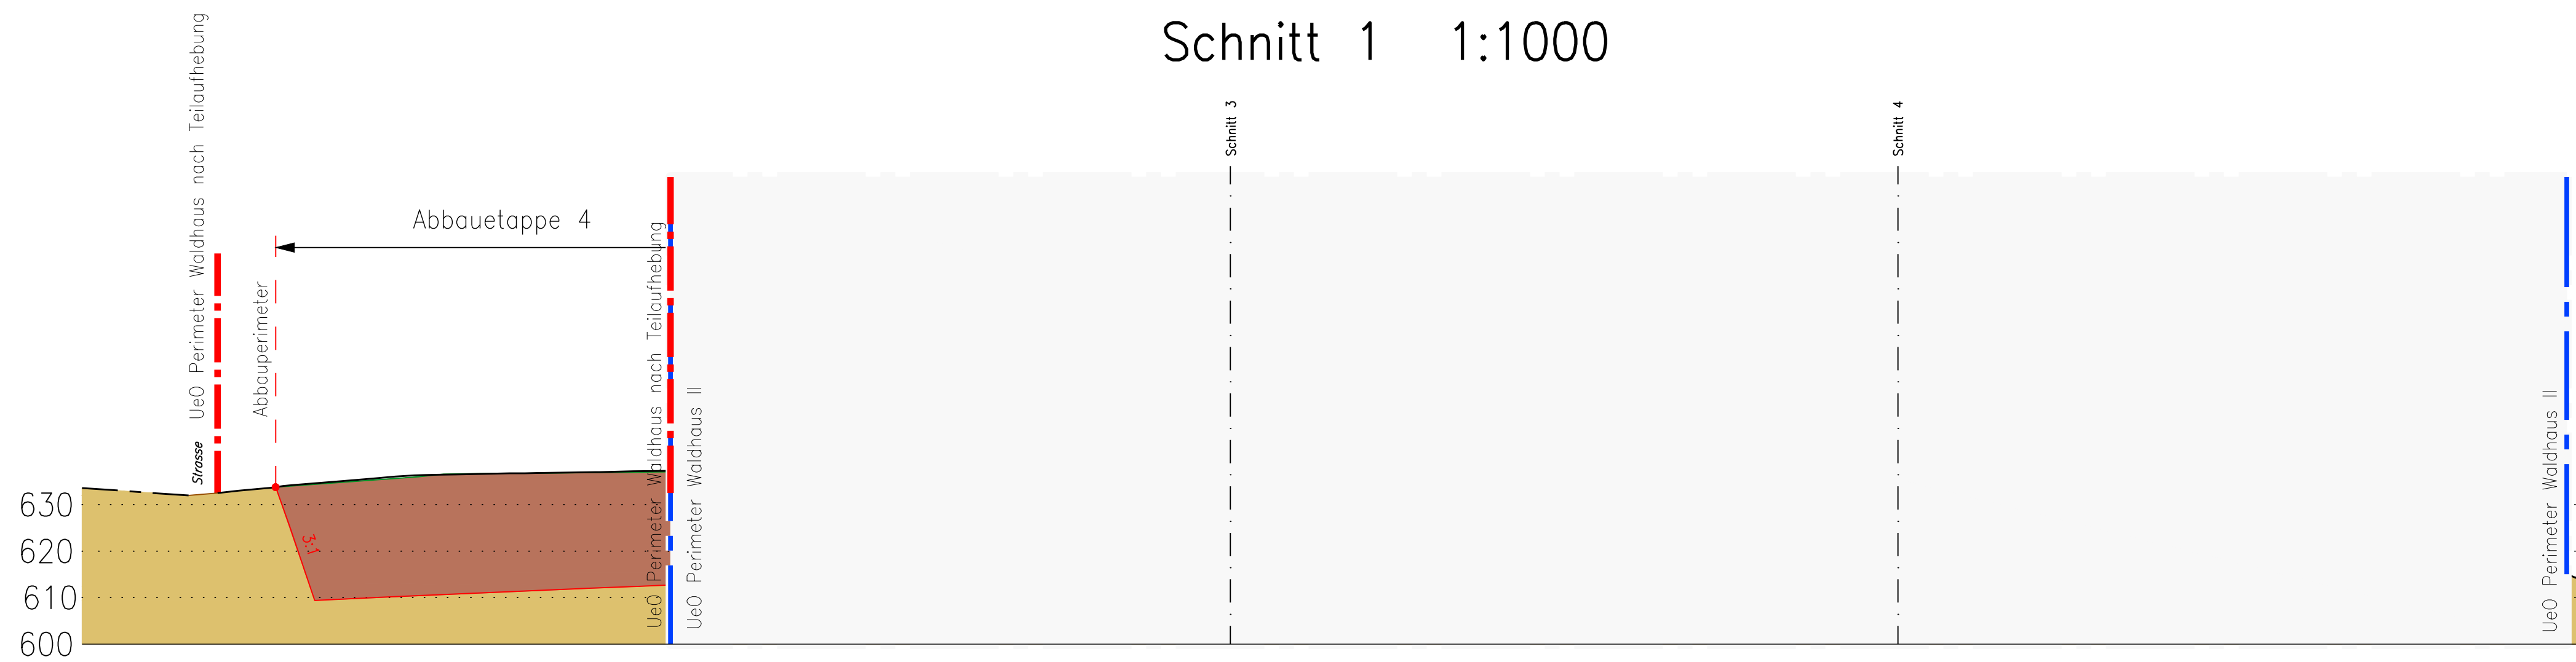 Schnitt 1 1:1000
UeO Perimeter Waldhaus nach Teilaufhebung
Strasse
Abbauperimeter
Abbauetappe 4
UeO Perimeter Waldhaus nach Teilaufhebung
UeO Perimeter Waldhaus II
Schnitt 3
Schnitt 4
UeO Perimeter Waldhaus II
3:1
630
620
610
600